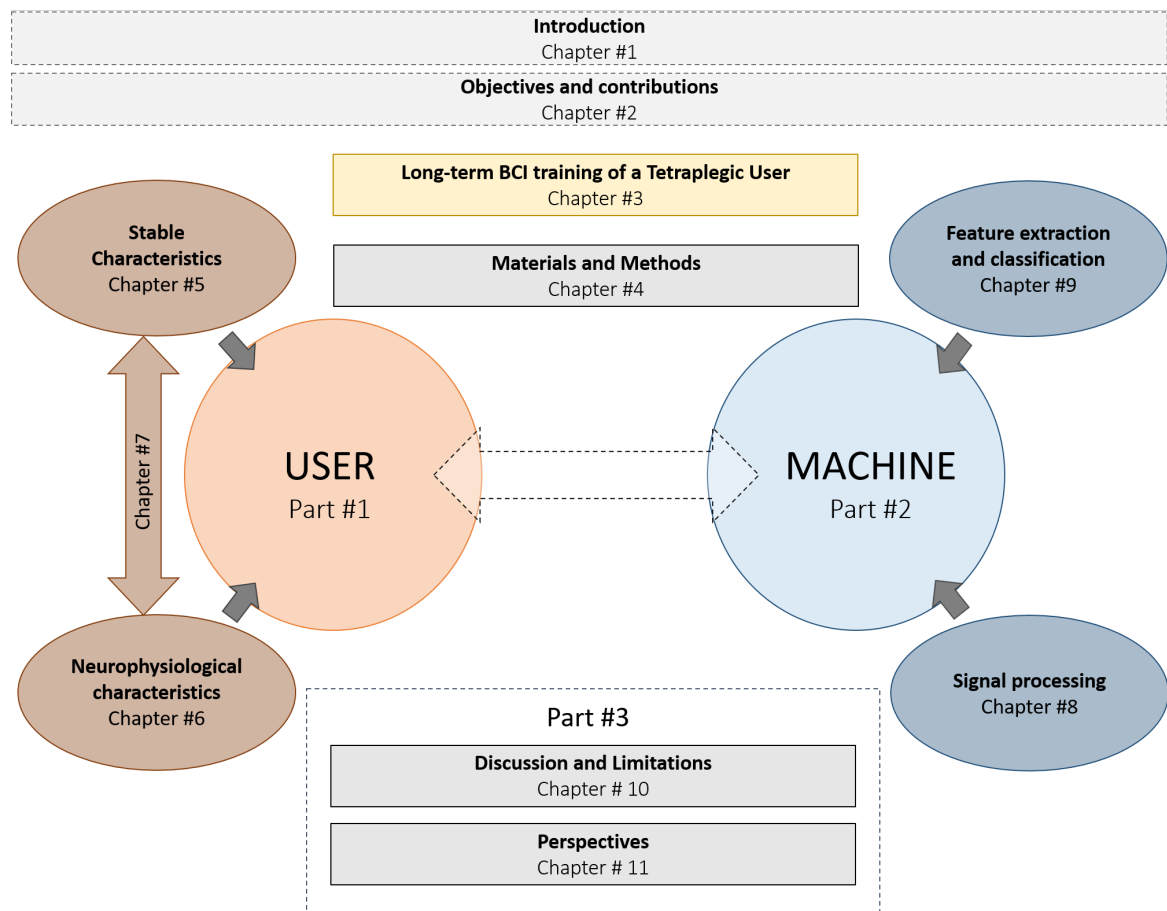 Introduction
Chapter #1
Objectives and contributions
Chapter #2
Long-term BCI training of a Tetraplegic User
Chapter #3
Stable
Characteristics
Chapter #5
Materials and Methods
Chapter #4
Feature extraction
and classification
Chapter #9
Chapter #7
USER
Part #1
MACHINE
Part #2
Neurophysiological
characteristics
Chapter #6
Signal processing
Chapter #8
Part #3
Discussion and Limitations
Chapter # 10
Perspectives
Chapter # 11